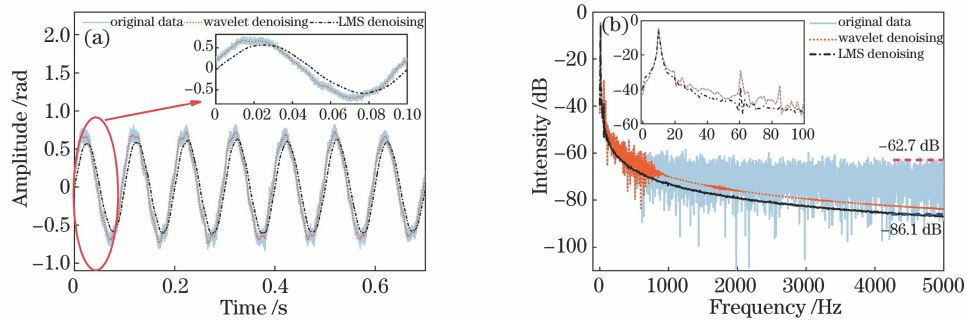 original data wavelet denoising LMS denoising
(a)
2.0
1.5
1.0
0.5
0
−0.5
−1.0
Amplitude /rad
0.5
0
−0.5
0 0.02 0.04 0.06 0.08 0.10
0 0.2 0.4 0.6
Time /s
(b)
original data
wavelet denoising
LMS denoising
0
−20
−40
−60
−80
−100
Intensity /dB
0
−20
−40
−60
0 20 40 60 80 100
−62.7 dB
−86.1 dB
0 1000 2000 3000 4000 5000
Frequency /Hz